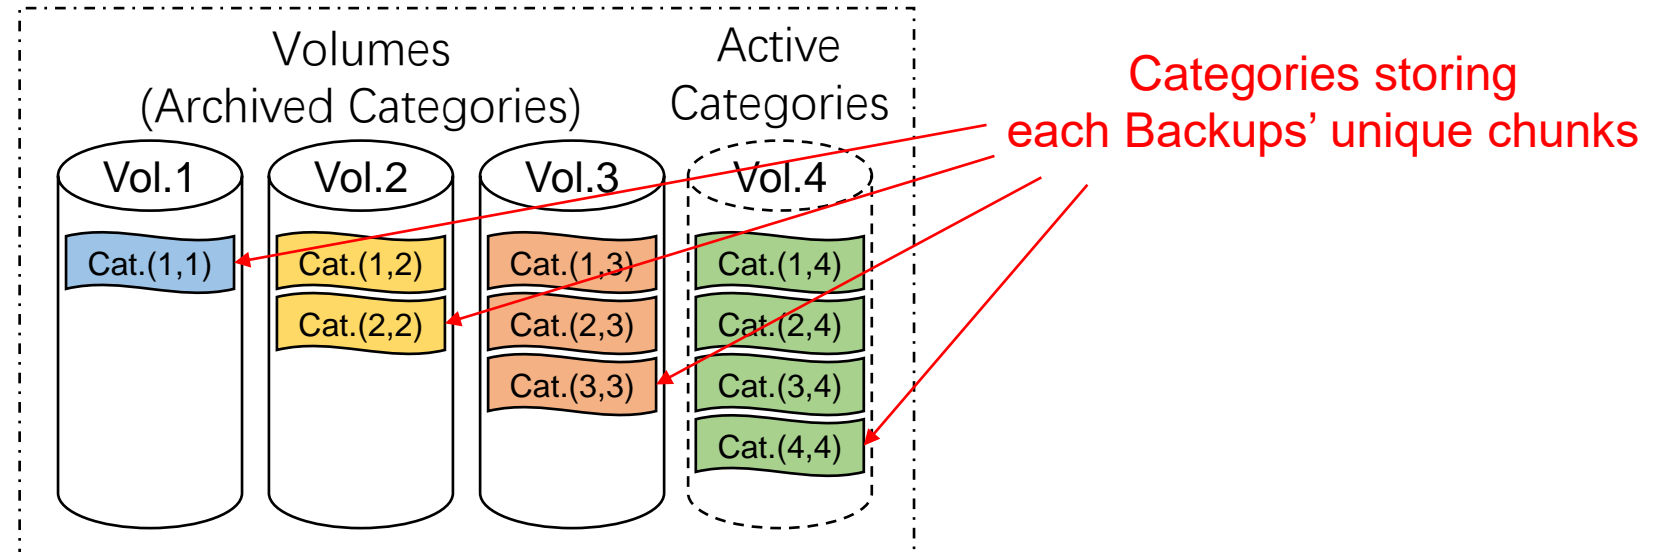 Volumes
(Archived Categories)
Active
Categories
Categories storing
each Backups’ unique chunks
Vol.1
Vol.2
Vol.3
Vol.4
Cat.(1,1)
Cat.(1,2)
Cat.(1,3)
Cat.(1,4)
Cat.(2,2)
Cat.(2,3)
Cat.(2,4)
Cat.(3,3)
Cat.(3,4)
Cat.(4,4)